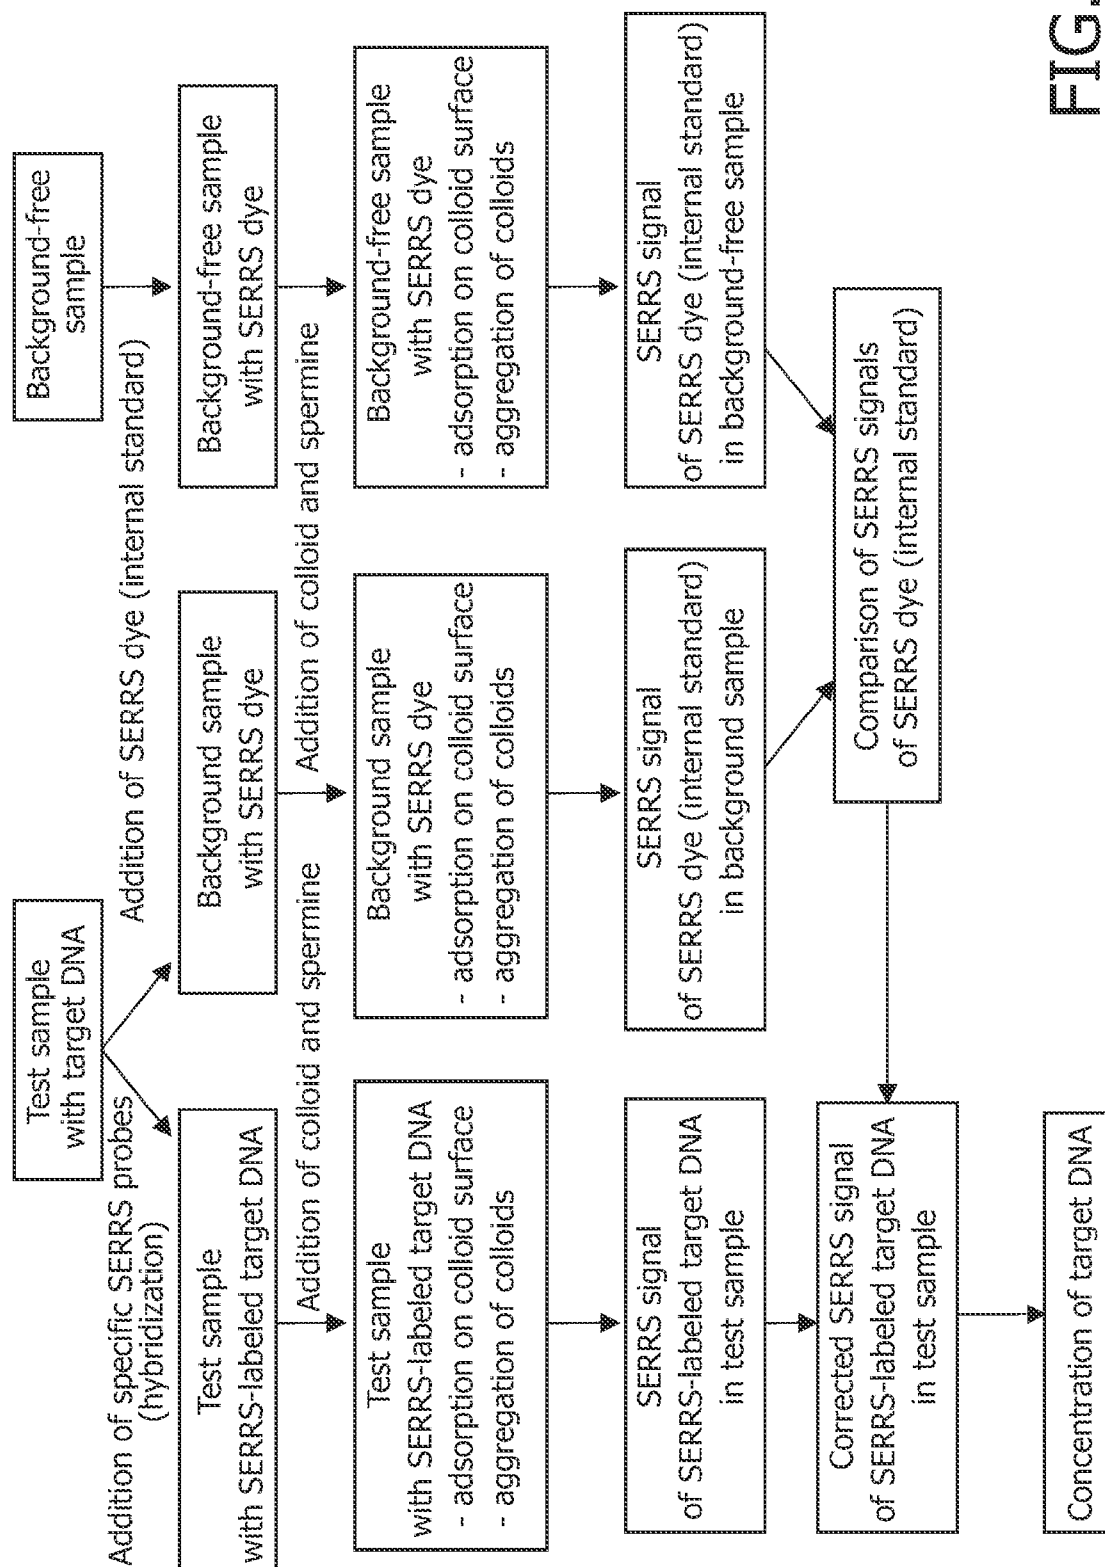 Test sample
with target DNA
Background-free
sample
Addition of specific SERRS probes
(hybridization)
Addition of SERRS dye (internal standard)
Test sample
with SERRS-labeled target DNA
Background sample
with SERRS dye
Background-free sample
with SERRS dye
Addition of colloid and spermine
Addition of colloid and spermine
Test sample
with SERRS-labeled target DNA
- adsorption on colloid surface
- aggregation of colloids
Background sample
with SERRS dye
- adsorption on colloid surface
- aggregation of colloids
Background-free sample
with SERRS dye
- adsorption on colloid surface
- aggregation of colloids
SERRS signal
of SERRS-labeled target DNA
in test sample
SERRS signal
of SERRS dye (internal standard)
in background sample
SERRS signal
of SERRS dye (internal standard)
in background-free sample
Corrected SERRS signal
of SERRS-labeled target DNA
in test sample
Comparison of SERRS signals
of SERRS dye (internal standard)
Concentration of target DNA
FIG.